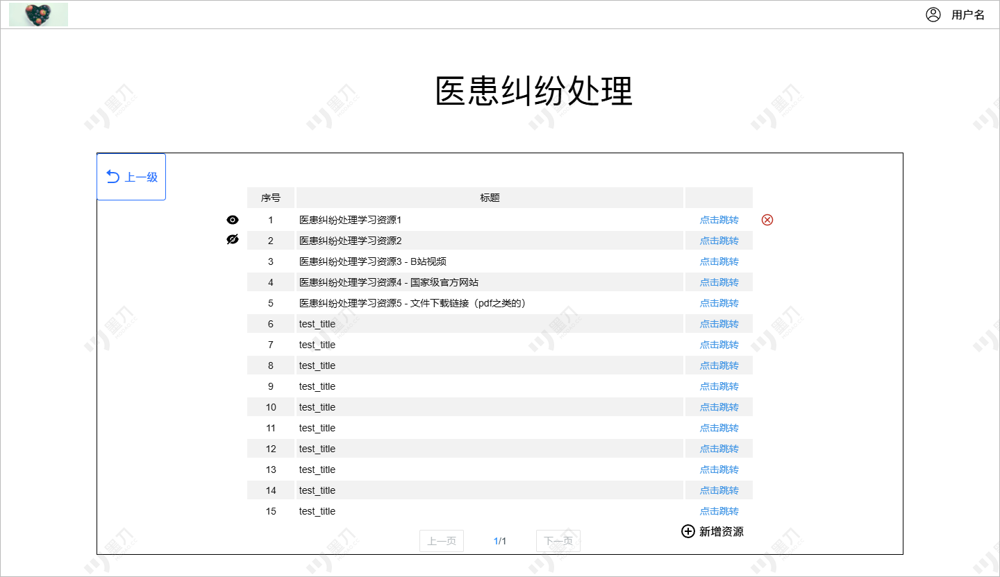 用户名
医患纠纷处理
上一级
序号 标题
1 医患纠纷处理学习资源1 点击跳转
2 医患纠纷处理学习资源2 点击跳转
3 医患纠纷处理学习资源3 - B站视频 点击跳转
4 医患纠纷处理学习资源4 - 国家级官方网站 点击跳转
5 医患纠纷处理学习资源5 - 文件下载链接（pdf之类的） 点击跳转
6 test_title 点击跳转
7 test_title 点击跳转
8 test_title 点击跳转
9 test_title 点击跳转
10 test_title 点击跳转
11 test_title 点击跳转
12 test_title 点击跳转
13 test_title 点击跳转
14 test_title 点击跳转
15 test_title 点击跳转
新增资源
上一页 1/1 下一页
墨刀